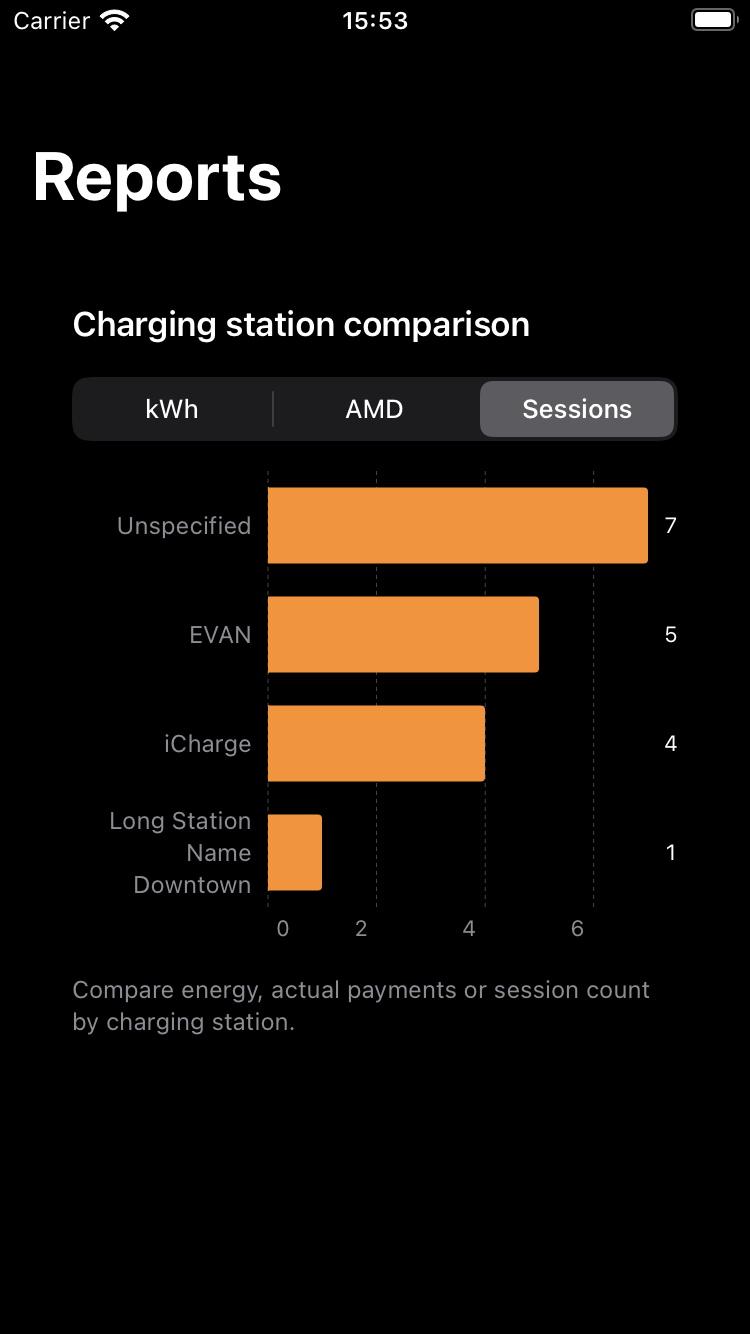 Carrier 15:53
Reports
Charging station comparison
kWh AMD Sessions
Unspecified 7
EVAN 5
iCharge 4
Long Station
Name 1
Downtown
0 2 4 6
Compare energy, actual payments or session count
by charging station.